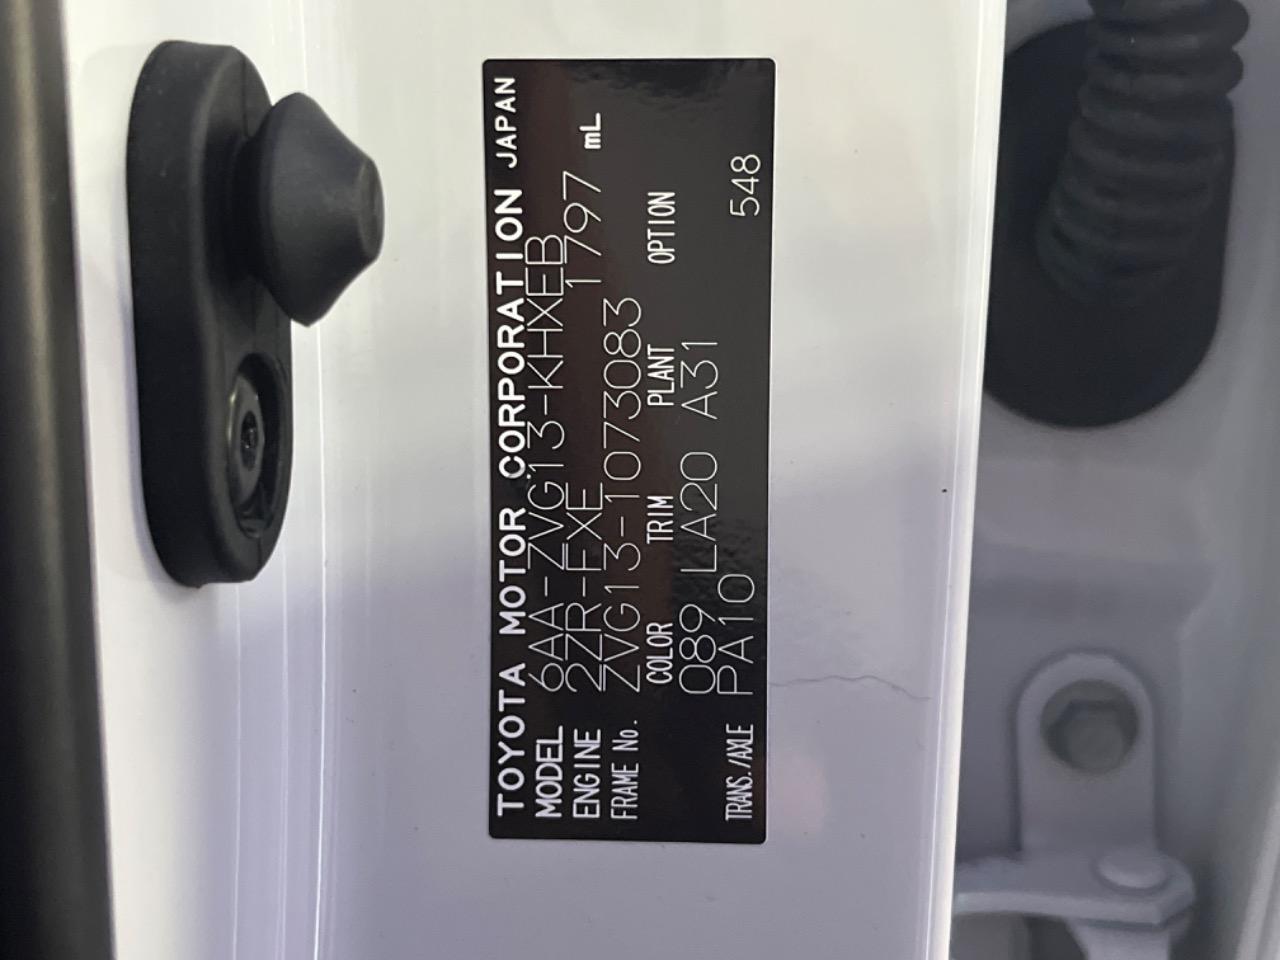 TOYOTA MOTOR CORPORATION JAPAN
MODEL 6AA-ZVG13-KHXEB
ENGINE 2ZR-FXE 1797 mL
FRAME No. ZVG13-1073083
COLOR TRIM PLANT OPTION
089 LA20 A31
TRANS./AXLE PA10 548